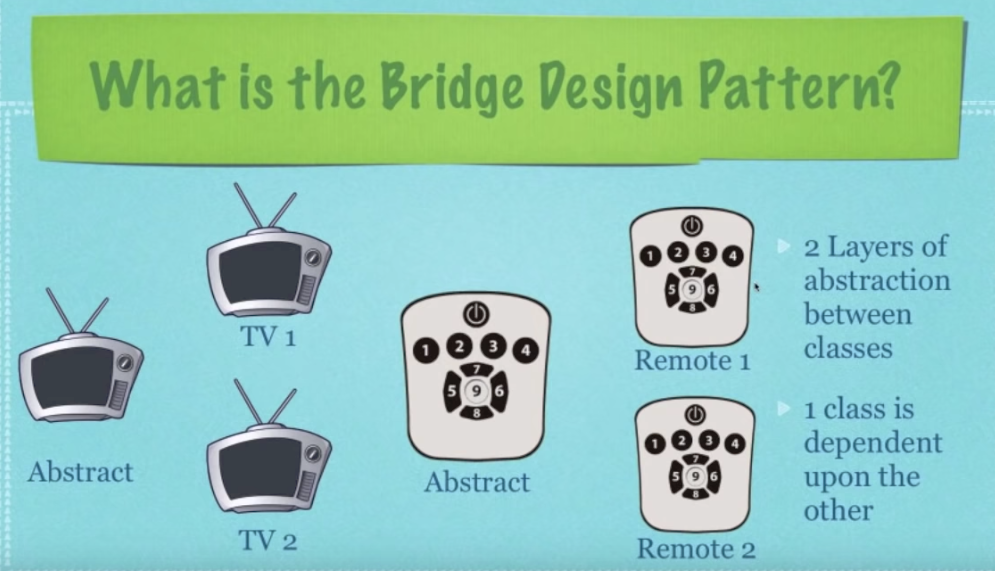 What is the Bridge Design Pattern?
Abstract
TV 1
TV 2
1 2 3 4
7
5 9 6
8
Abstract
1 2 3 4
7
5 9 6
8
Remote 1
1 2 3 4
7
5 9 6
8
Remote 2
2 Layers of
abstraction
between
classes
1 class is
dependent
upon the
other